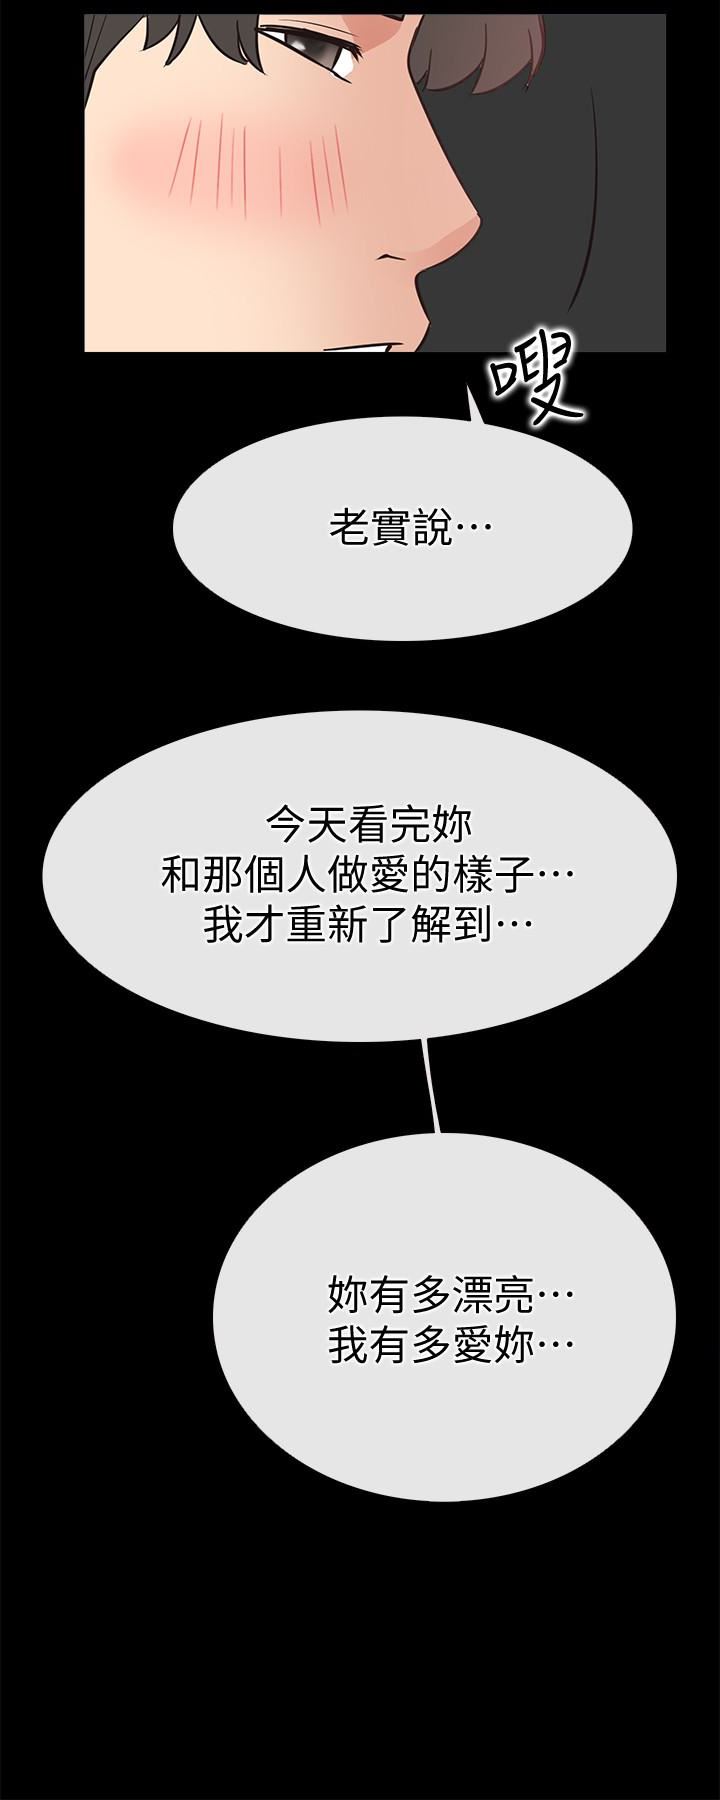 嗖
老實說…
今天看完妳
和那個人做愛的樣子…
我才重新了解到…
妳有多漂亮…
我有多愛妳…